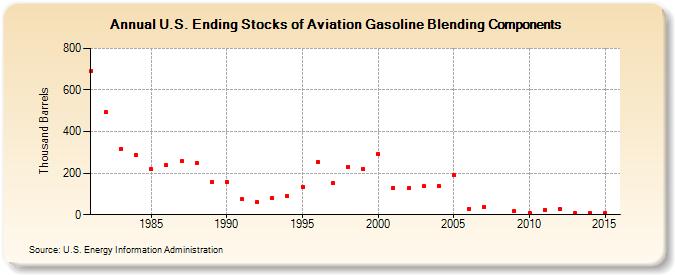 Annual U.S. Ending Stocks of Aviation Gasoline Blending Components
Thousand Barrels
800
600
400
200
0
1985 1990 1995 2000 2005 2010 2015
Source: U.S. Energy Information Administration